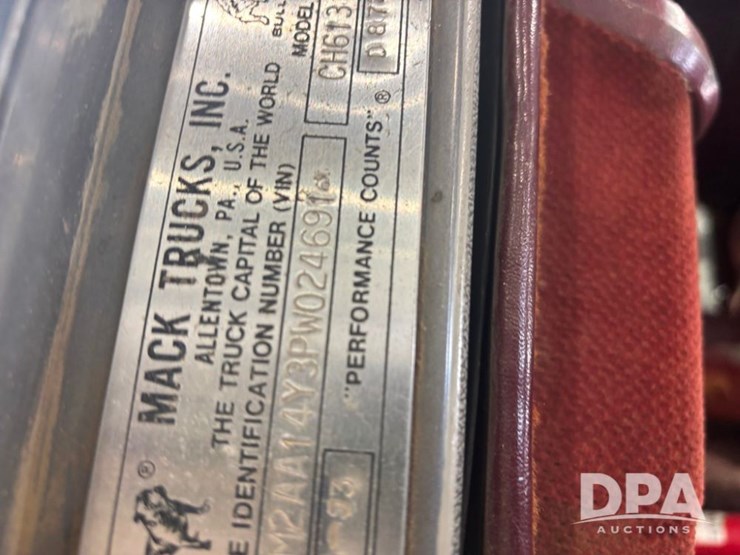 BULL
MACK TRUCKS, INC.
ALLENTOWN, PA., U.S.A.
THE TRUCK CAPITAL OF THE WORLD
MODEL
CH613
E IDENTIFICATION NUMBER (VIN)
M2AA14Y3PW024691
"PERFORMANCE COUNTS"®
DPA
AUCTIONS